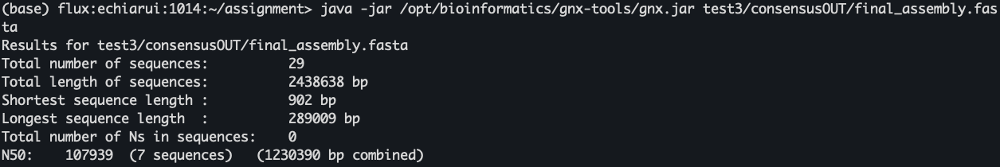 (base) flux:echiarui:1014:~/assignment> java -jar /opt/bioinformatics/gnx-tools/gnx.jar test3/consensusOUT/final_assembly.fas
ta
Results for test3/consensusOUT/final_assembly.fasta
Total number of sequences: 29
Total length of sequences: 2438638 bp
Shortest sequence length : 902 bp
Longest sequence length  : 289009 bp
Total number of Ns in sequences: 0
N50: 107939 (7 sequences) (1230390 bp combined)